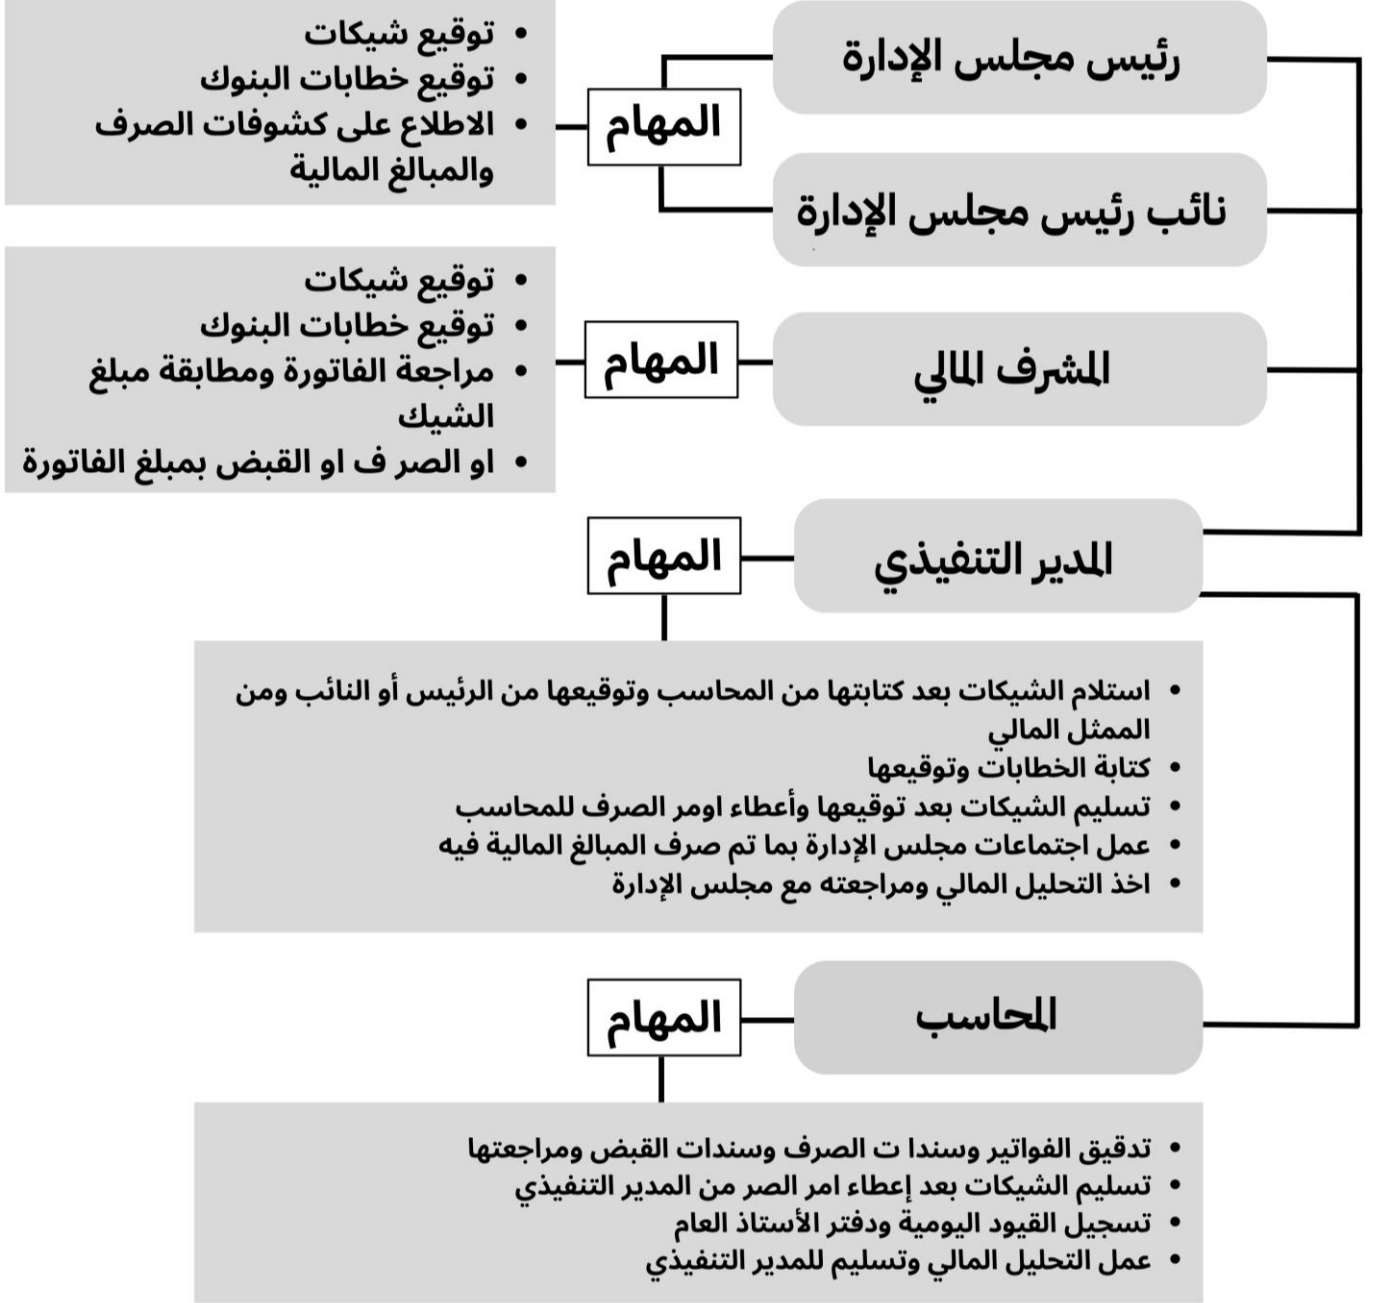 رئيس مجلس الإدارة
نائب رئيس مجلس الإدارة
المهام
• توقيع شيكات
• توقيع خطابات البنوك
• الاطلاع على كشوفات الصرف
والمبالغ المالية
المشرف المالي
المهام
• توقيع شيكات
• توقيع خطابات البنوك
• مراجعة الفاتورة ومطابقة مبلغ
الشيك
• او الصر ف او القبض بمبلغ الفاتورة
المدير التنفيذي
المهام
• استلام الشيكات بعد كتابتها من المحاسب وتوقيعها من الرئيس أو النائب ومن
الممثل المالي
• كتابة الخطابات وتوقيعها
• تسليم الشيكات بعد توقيعها وأعطاء اومر الصرف للمحاسب
• عمل اجتماعات مجلس الإدارة بما تم صرف المبالغ المالية فيه
• اخذ التحليل المالي ومراجعته مع مجلس الإدارة
المحاسب
المهام
• تدقيق الفواتير وسندا ت الصرف وسندات القبض ومراجعتها
• تسليم الشيكات بعد إعطاء امر الصر من المدير التنفيذي
• تسجيل القيود اليومية ودفتر الأستاذ العام
• عمل التحليل المالي وتسليم للمدير التنفيذي